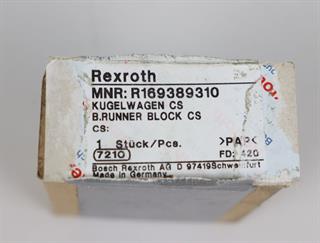 Rexroth
MNR: R169389310
KUGELWAGEN CS
B.RUNNER BLOCK CS
CS:
1 Stück/Pcs. >PAP<
7210 FD: 420
Bosch Rexroth AG D 97419 Schweinfurt
Made in Germany